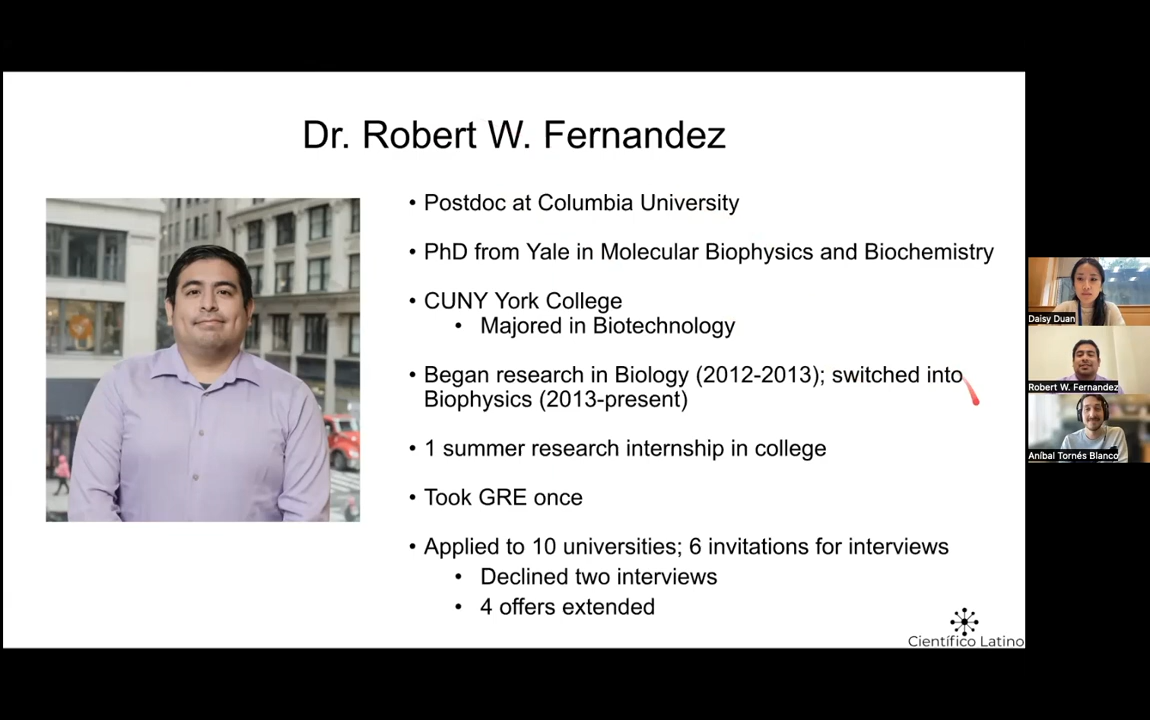 Dr. Robert W. Fernandez
• Postdoc at Columbia University
• PhD from Yale in Molecular Biophysics and Biochemistry
• CUNY York College
• Majored in Biotechnology
• Began research in Biology (2012-2013); switched into
Biophysics (2013-present)
• 1 summer research internship in college
• Took GRE once
• Applied to 10 universities; 6 invitations for interviews
• Declined two interviews
• 4 offers extended
Científico Latino
Daisy Duan
Robert W. Fernandez
Aníbal Tornés Blanco